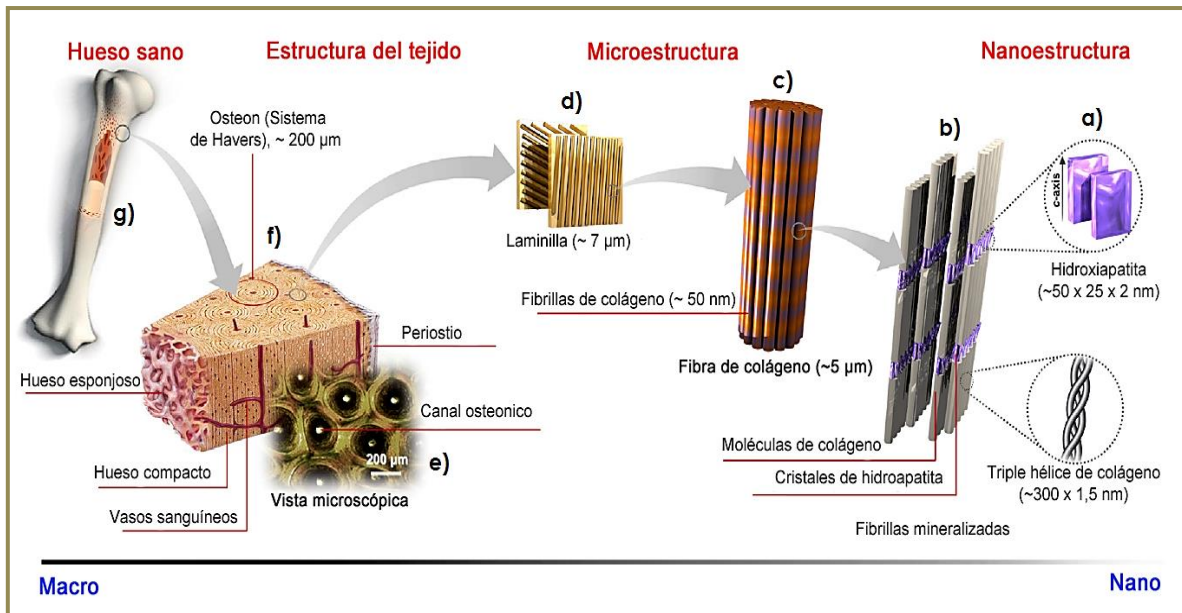 Hueso sano
Estructura del tejido
Microestructura
Nanoestructura
Osteon (Sistema
de Havers), ~ 200 µm
g)
f)
Hueso esponjoso
Hueso compacto
Vasos sanguíneos
Periostio
Canal osteonico
200 µm
e)
Vista microscópica
d)
Laminilla (~ 7 µm)
c)
Fibrillas de colágeno (~ 50 nm)
Fibra de colágeno (~5 µm)
b)
a)
c-axis
Hidroxiapatita
(~50 x 25 x 2 nm)
Moléculas de colágeno
Cristales de hidroapatita
Triple hélice de colágeno
(~300 x 1,5 nm)
Fibrillas mineralizadas
Macro
Nano